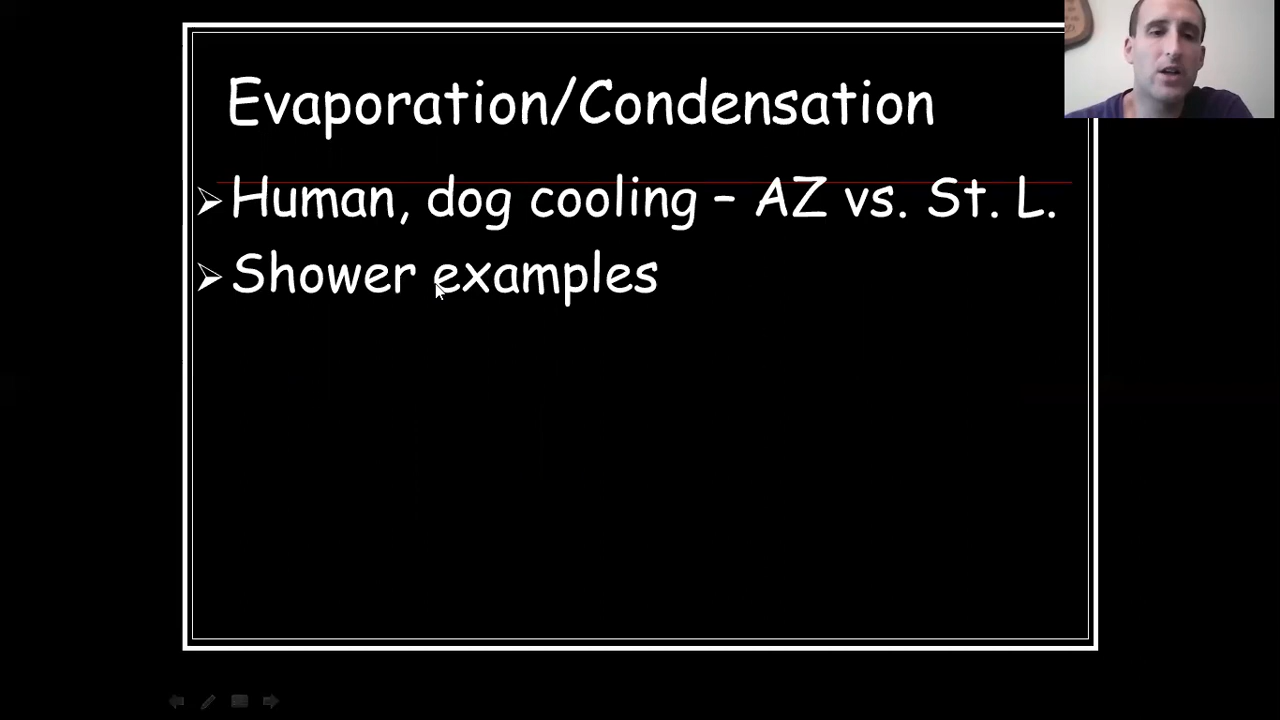 Evaporation/Condensation
Human, dog cooling – AZ vs. St. L.
Shower examples